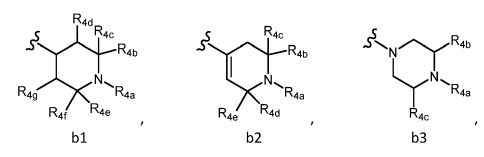 R4d R4c R4b N R4a R4e R4f R4g ,
b1
R4c R4b N R4a R4d R4e ,
b2
N R4b N R4a R4c ,
b3